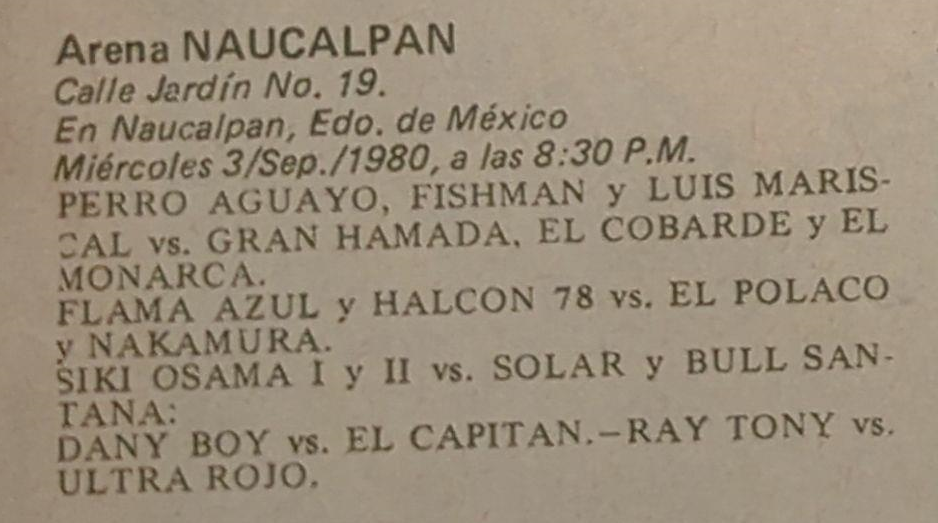 Arena NAUCALPAN
Calle Jardín No. 19.
En Naucalpan, Edo. de México
Miércoles 3/Sep./1980, a las 8:30 P.M.
PERRO AGUAYO, FISHMAN y LUIS MARIS-
CAL vs. GRAN HAMADA, EL COBARDE y EL
MONARCA.
FLAMA AZUL y HALCON 78 vs. EL POLACO
y NAKAMURA.
SIKI OSAMA I y II vs. SOLAR y BULL SAN-
TANA:
DANY BOY vs. EL CAPITAN.—RAY TONY vs.
ULTRA ROJO.